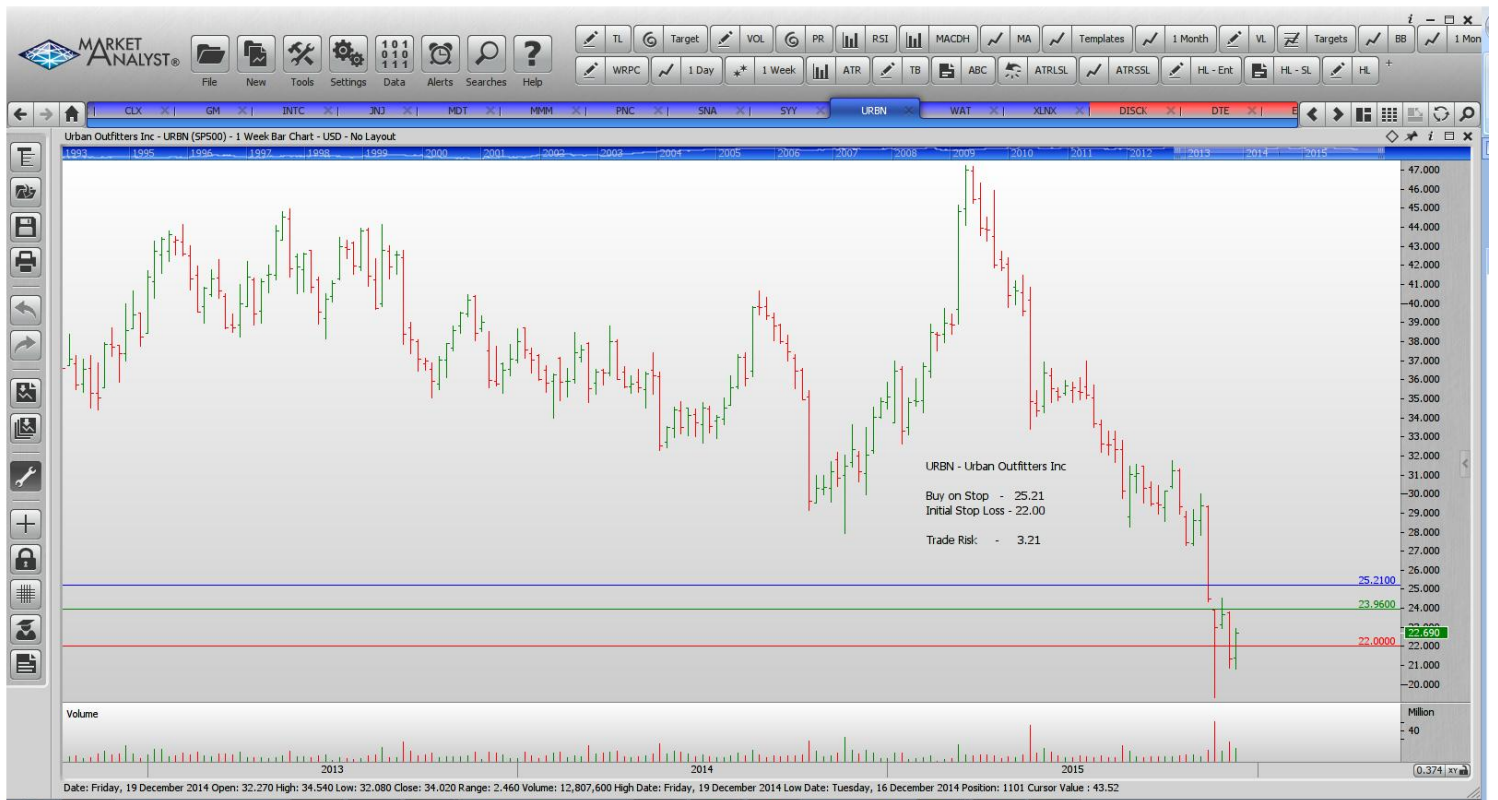 i
MARKET ANALYST®
File New Tools Settings Data Alerts Searches Help
101
010
111
TL Target VOL PR RSI MACDH MA Templates 1 Month VL Targets BB 1 Mon
WRPC 1 Day 1 Week ATR TB ABC ATRLSL ATRSSL HL - Ent HL - SL HL +
CLX GM INTC JNJ MDT MMM PNC SNA SYY URBN WAT XLNX DISCK DTE E
Urban Outfitters Inc - URBN (SP500) - 1 Week Bar Chart - USD - No Layout
1993 1995 1996 1997 1998 1999 2000 2001 2002 2003 2004 2005 2006 2007 2008 2009 2010 2011 2012 2013 2014 2015
47.000
46.000
45.000
44.000
43.000
42.000
41.000
40.000
39.000
38.000
37.000
36.000
35.000
34.000
33.000
32.000
31.000
30.000
29.000
28.000
27.000
26.000
25.000
24.000
22.690
22.000
21.000
20.000
URBN - Urban Outfitters Inc
Buy on Stop - 25.21
Initial Stop Loss - 22.00
Trade Risk - 3.21
25.2100
23.9600
22.0000
Volume
Million
40
2013 2014 2015
0.374 XY
Date: Friday, 19 December 2014 Open: 32.270 High: 34.540 Low: 32.080 Close: 34.020 Range: 2.460 Volume: 12,807,600 High Date: Friday, 19 December 2014 Low Date: Tuesday, 16 December 2014 Position: 1101 Cursor Value : 43.52